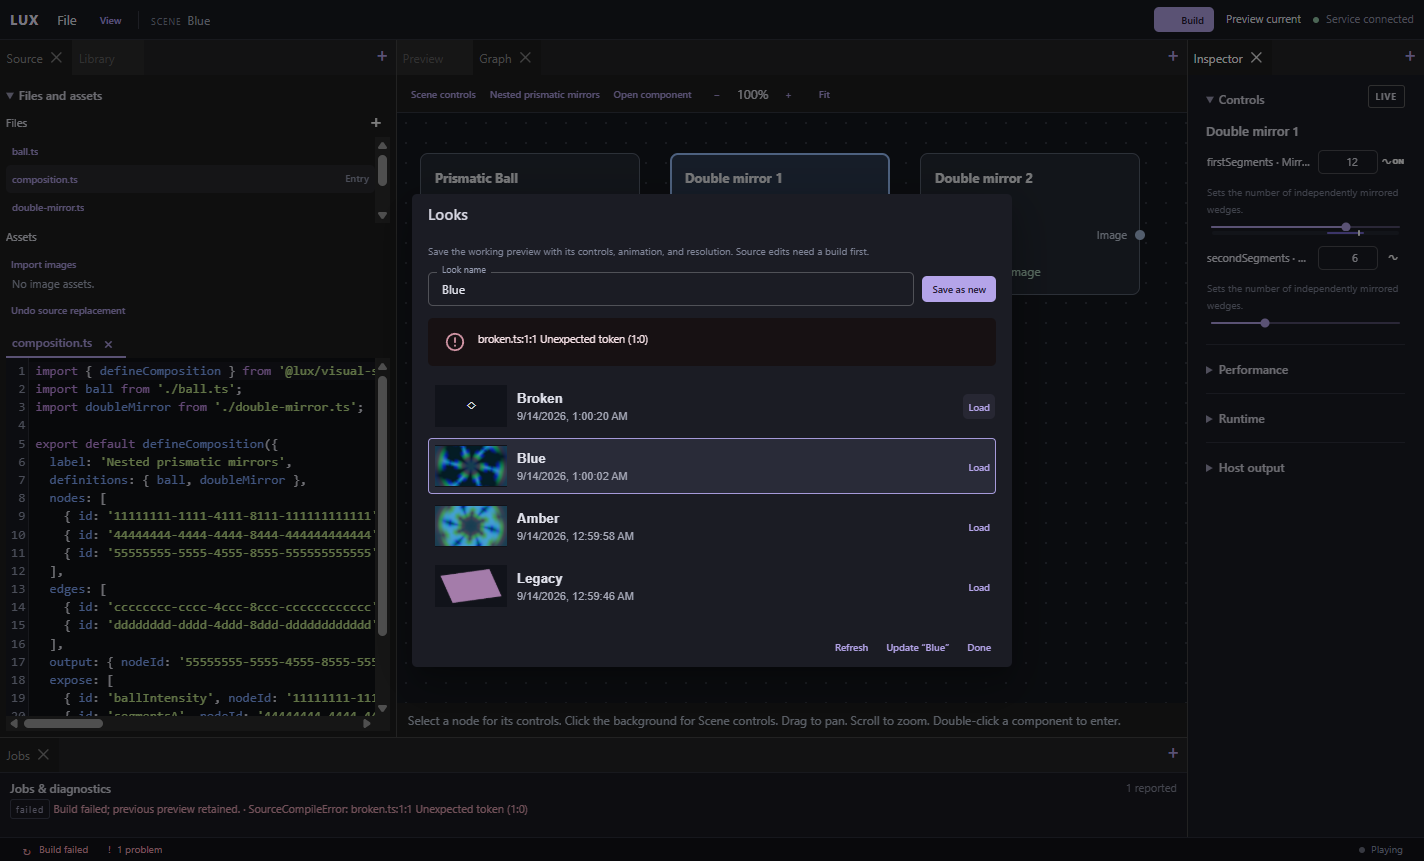 LUX File View SCENE Blue Build Preview current Service connected
Source Library Preview Graph Inspector
Files and assets
Files
ball.ts
composition.ts Entry
double-mirror.ts
Assets
Import images
No image assets.
Undo source replacement
composition.ts
1 import { defineComposition } from '@lux/visual-s
2 import ball from './ball.ts';
3 import doubleMirror from './double-mirror.ts';
4
5 export default defineComposition({
6 label: 'Nested prismatic mirrors',
7 definitions: { ball, doubleMirror },
8 nodes: [
9 { id: '11111111-1111-4111-8111-111111111111'
10 { id: '44444444-4444-4444-8444-444444444444'
11 { id: '55555555-5555-4555-8555-555555555555'
12 ],
13 edges: [
14 { id: 'cccccccc-cccc-4ccc-8ccc-cccccccccccc'
15 { id: 'dddddddd-dddd-4ddd-8ddd-dddddddddddd'
16 ],
17 output: { nodeId: '55555555-5555-4555-8555-555
18 expose: [
19 { id: 'ballIntensity', nodeId: '11111111-111
20 { id: 'segmentsA', nodeId: '44444444-4444-44
Scene controls Nested prismatic mirrors Open component − 100% + Fit
Prismatic Ball Double mirror 1 Double mirror 2
Image
mage
Looks
Save the working preview with its controls, animation, and resolution. Source edits need a build first.
Look name
Blue Save as new
broken.ts:1:1 Unexpected token (1:0)
Broken
9/14/2026, 1:00:20 AM Load
Blue
9/14/2026, 1:00:02 AM Load
Amber
9/14/2026, 12:59:58 AM Load
Legacy
9/14/2026, 12:59:46 AM Load
Refresh Update "Blue" Done
Select a node for its controls. Click the background for Scene controls. Drag to pan. Scroll to zoom. Double-click a component to enter.
Controls LIVE
Double mirror 1
firstSegments · Mirr... 12 ON
Sets the number of independently mirrored
wedges.
secondSegments · ... 6
Sets the number of independently mirrored
wedges.
Performance
Runtime
Host output
Jobs
Jobs & diagnostics 1 reported
failed Build failed; previous preview retained. · SourceCompileError: broken.ts:1:1 Unexpected token (1:0)
Build failed ! 1 problem Playing